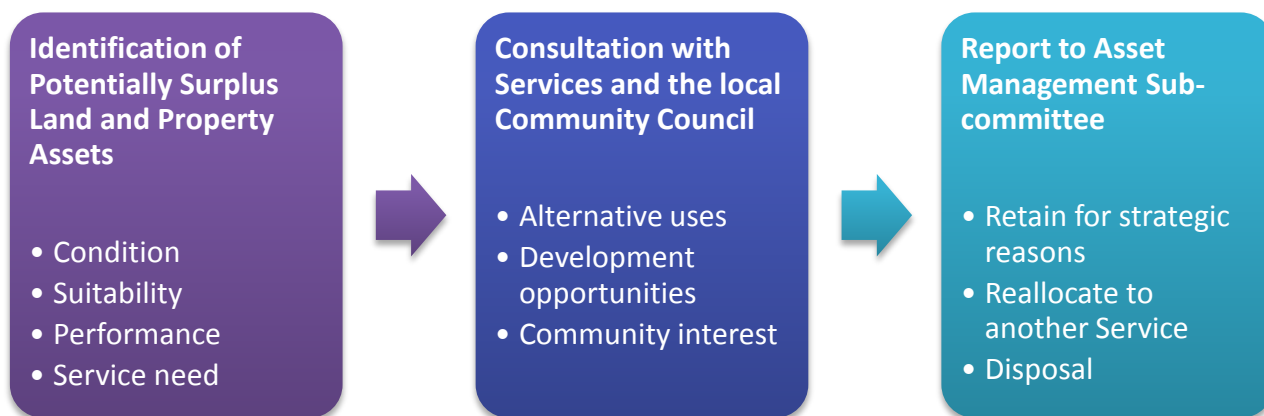 Identification of
Potentially Surplus
Land and Property
Assets
• Condition
• Suitability
• Performance
• Service need
Consultation with
Services and the local
Community Council
• Alternative uses
• Development
opportunities
• Community interest
Report to Asset
Management Sub-
committee
• Retain for strategic
reasons
• Reallocate to
another Service
• Disposal